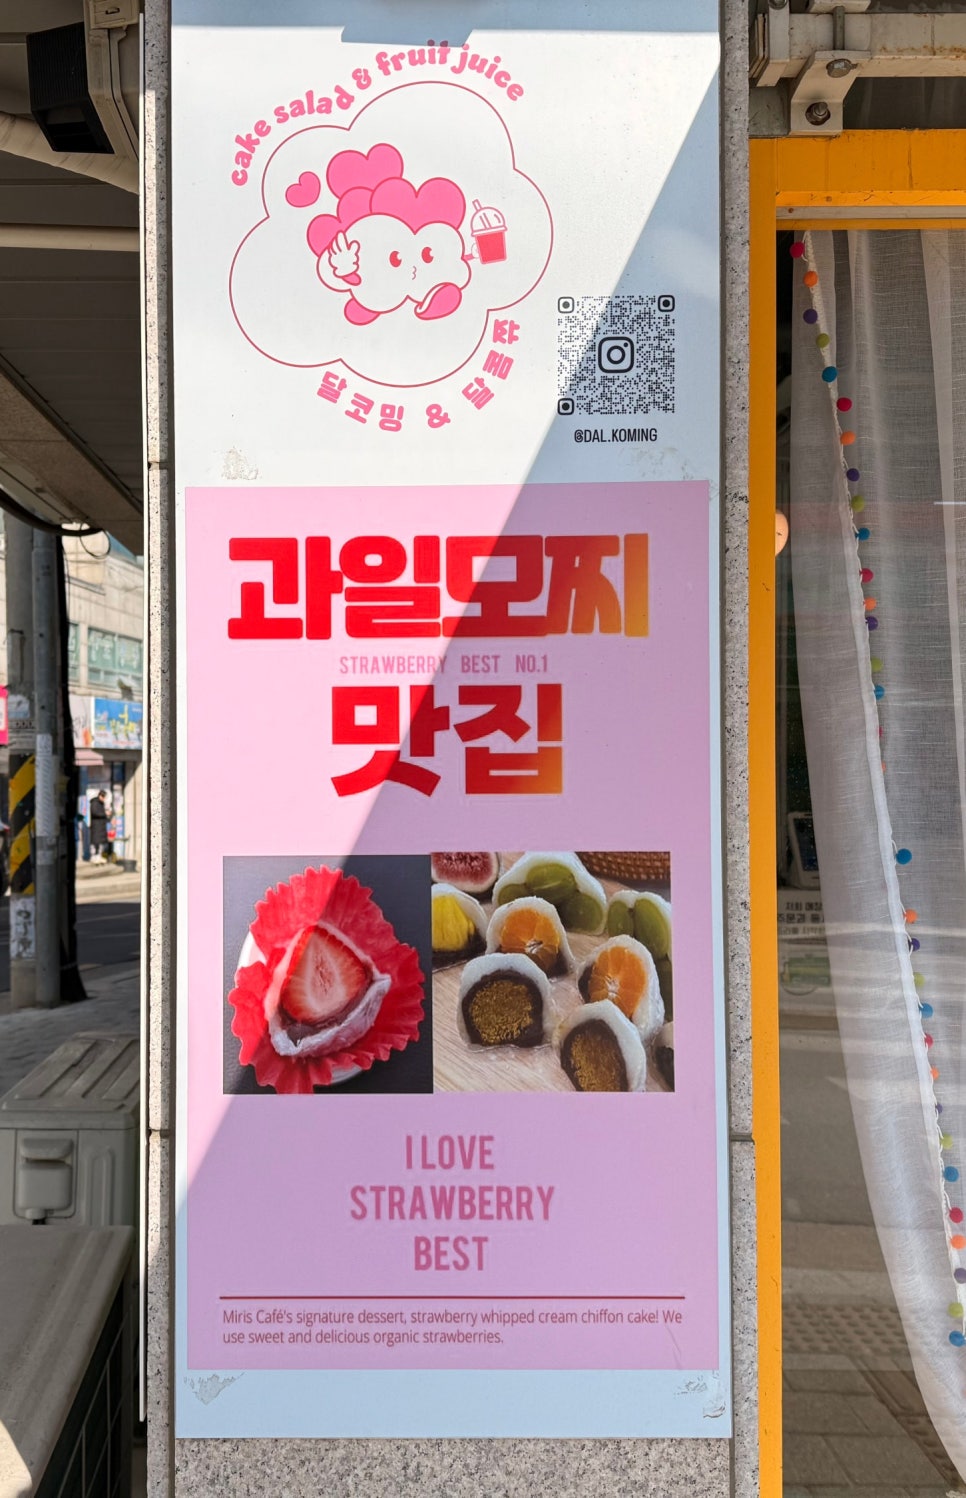 cake salad & fruit juice
달코밍 & 달콤쨥
@DAL.KOMING
과일모찌
STRAWBERRY BEST NO.1
맛집
I LOVE
STRAWBERRY
BEST
Miris Café's signature dessert, strawberry whipped cream chiffon cake! We
use sweet and delicious organic strawberries.